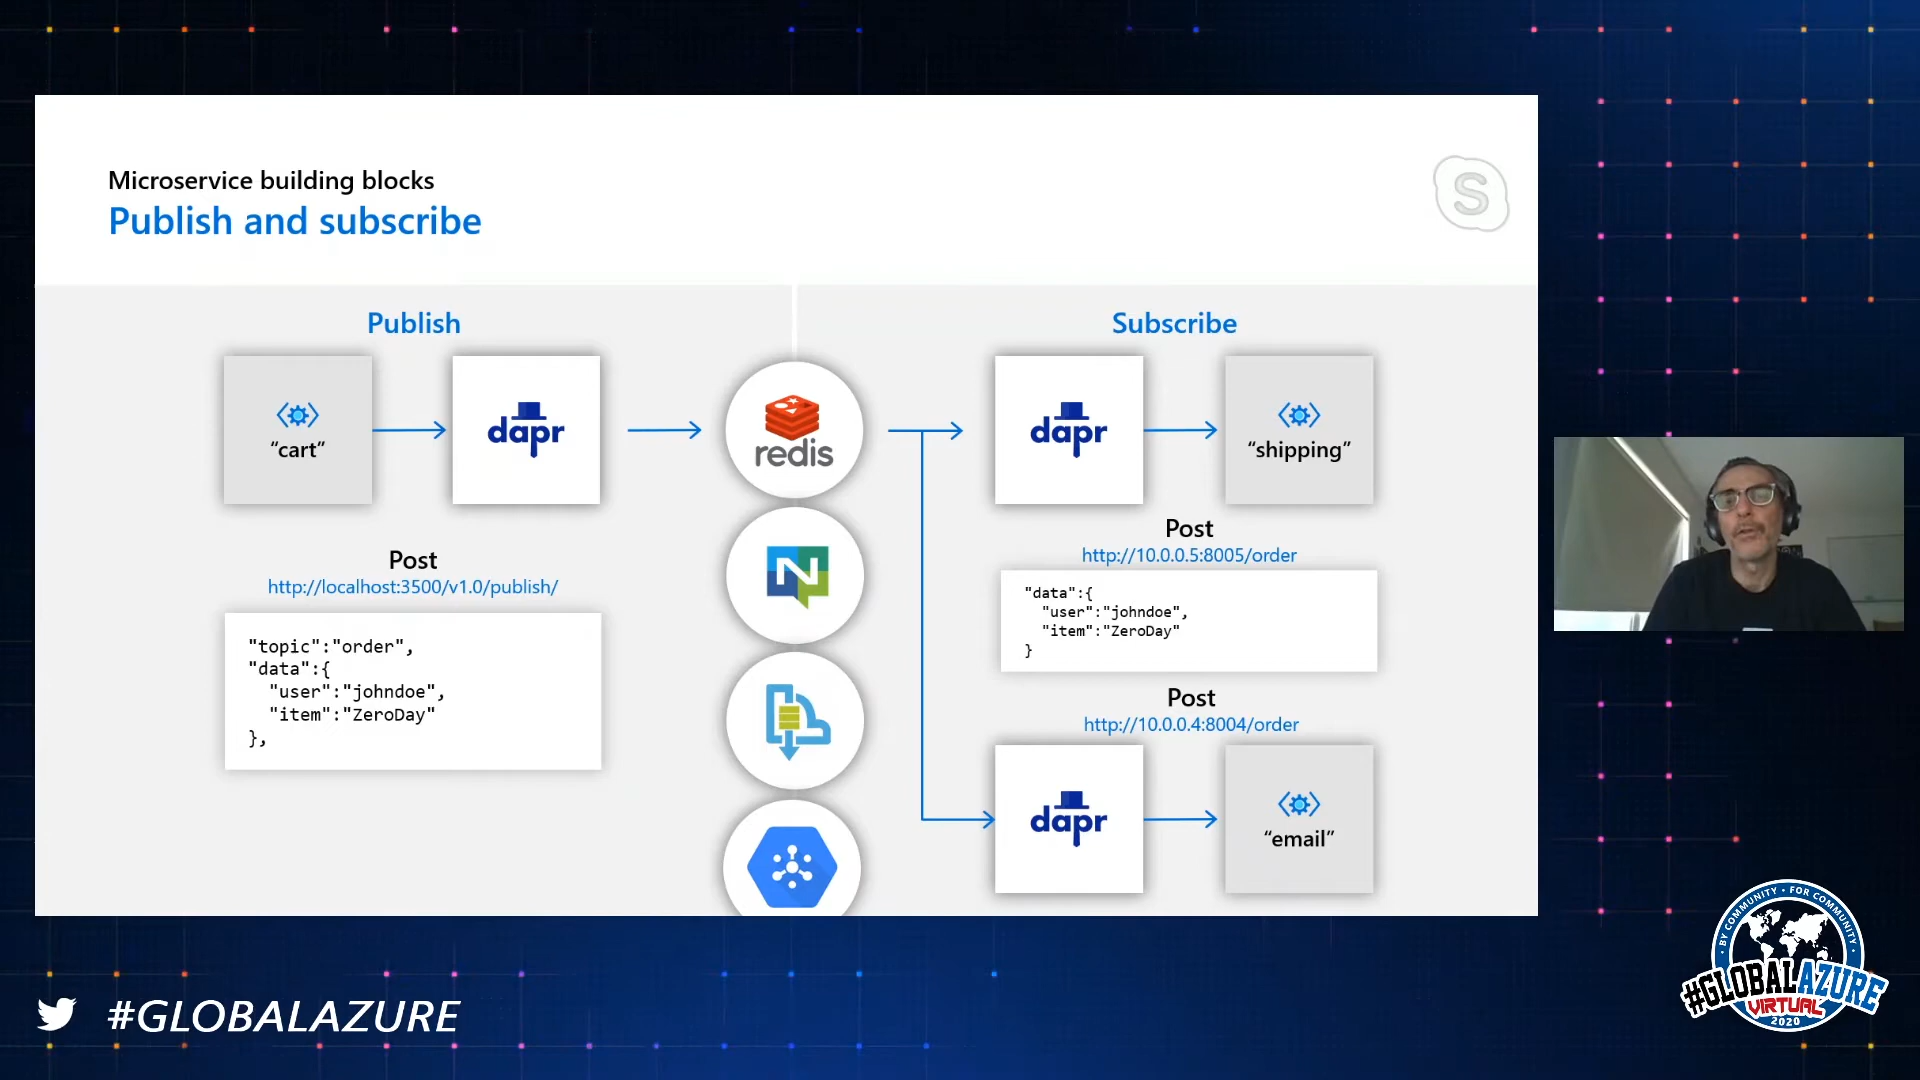 Microservice building blocks
Publish and subscribe
S
Publish
Subscribe
"cart"
dapr
redis
dapr
"shipping"
Post
http://localhost:3500/v1.0/publish/
"topic":"order",
"data":{
"user":"johndoe",
"item":"ZeroDay"
},
N
Post
http://10.0.0.5:8005/order
"data":{
"user":"johndoe",
"item":"ZeroDay"
}
Post
http://10.0.0.4:8004/order
dapr
"email"
#GLOBALAZURE
• BY COMMUNITY • FOR COMMUNITY •
#GLOBALAZURE
VIRTUAL
2020